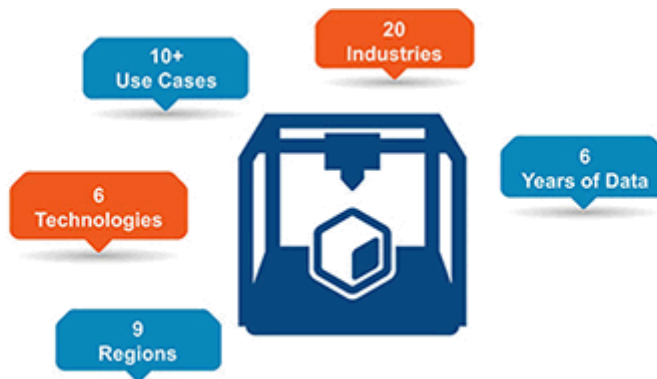 20
Industries
10+
Use Cases
6
Years of Data
6
Technologies
9
Regions